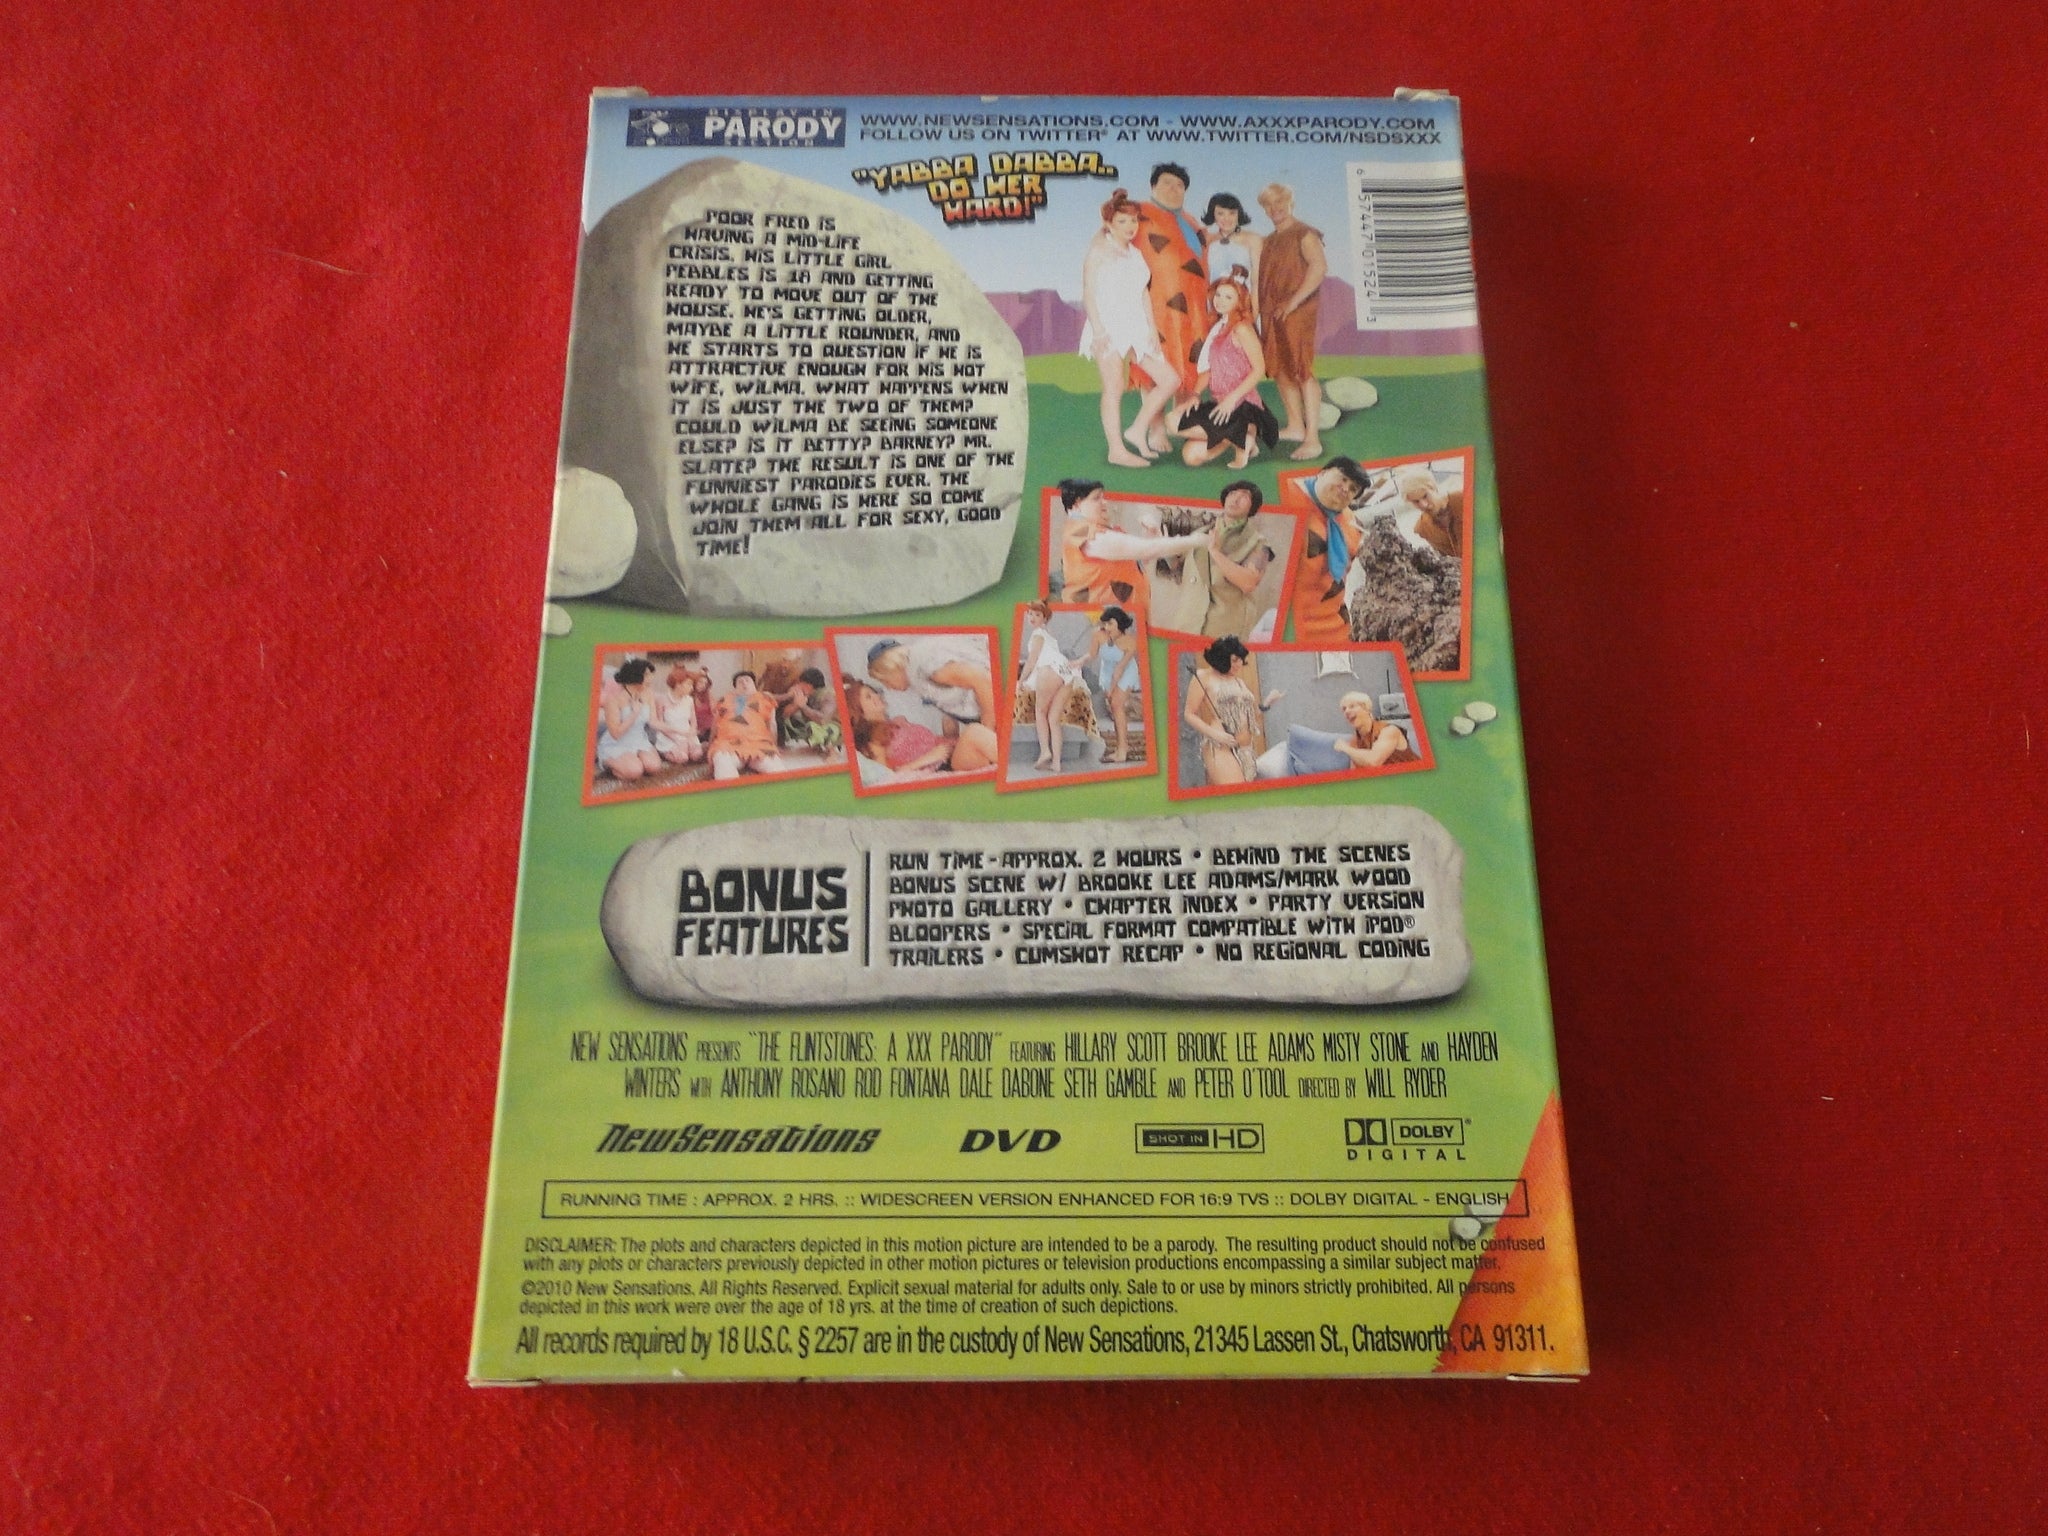 DISPLAY IN
PARODY
SECTION
WWW.NEWSENSATIONS.COM - WWW.AXXXPARODY.COM
FOLLOW US ON TWITTER® AT WWW.TWITTER.COM/NSDSXXX
"YABBA DABBA..
DO HER
HARD!"
POOR FRED IS
HAVING A MID-LIFE
CRISIS. HIS LITTLE GIRL
PEBBLES IS 18 AND GETTING
READY TO MOVE OUT OF THE
HOUSE. HE'S GETTING OLDER,
MAYBE A LITTLE ROUNDER, AND
HE STARTS TO QUESTION IF HE IS
ATTRACTIVE ENOUGH FOR HIS HOT
WIFE, WILMA. WHAT HAPPENS WHEN
IT IS JUST THE TWO OF THEM?
COULD WILMA BE SEEING SOMEONE
ELSE? IS IT BETTY? BARNEY? MR.
SLATE? THE RESULT IS ONE OF THE
FUNNIEST PARODIES EVER. THE
WHOLE GANG IS HERE SO COME
JOIN THEM ALL FOR SEXY, GOOD
TIME!
6 57447 01524 3
BONUS
FEATURES
RUN TIME - APPROX. 2 HOURS • BEHIND THE SCENES
BONUS SCENE W/ BROOKE LEE ADAMS/MARK WOOD
PHOTO GALLERY • CHAPTER INDEX • PARTY VERSION
BLOOPERS • SPECIAL FORMAT COMPATIBLE WITH IPOD®
TRAILERS • CUMSHOT RECAP • NO REGIONAL CODING
NEW SENSATIONS PRESENTS "THE FLINTSTONES: A XXX PARODY" FEATURING HILLARY SCOTT BROOKE LEE ADAMS MISTY STONE AND HAYDEN
WINTERS WITH ANTHONY ROSANO ROD FONTANA DALE DABONE SETH GAMBLE AND PETER O'TOOL DIRECTED BY WILL RYDER
NewSensations
DVD
SHOT IN HD
DOLBY
DIGITAL
RUNNING TIME : APPROX. 2 HRS. :: WIDESCREEN VERSION ENHANCED FOR 16:9 TVS :: DOLBY DIGITAL - ENGLISH
DISCLAIMER: The plots and characters depicted in this motion picture are intended to be a parody. The resulting product should not be confused
with any plots or characters previously depicted in other motion pictures or television productions encompassing a similar subject matter.
©2010 New Sensations. All Rights Reserved. Explicit sexual material for adults only. Sale to or use by minors strictly prohibited. All persons
depicted in this work were over the age of 18 yrs. at the time of creation of such depictions.
All records required by 18 U.S.C. § 2257 are in the custody of New Sensations, 21345 Lassen St., Chatsworth, CA 91311.